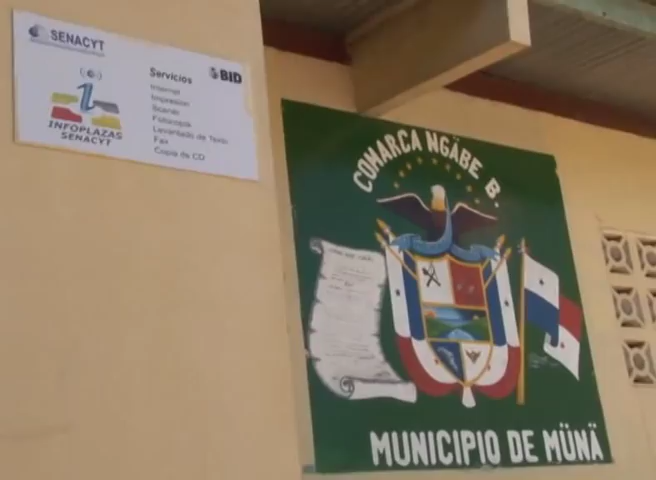 SENACYT
BID
INFOPLAZAS
SENACYT
Servicios
Internet
Impresion
Scaner
Fotocopia
Levantado de Texto
Fax
Copia de CD
COMARCA NGÄBE B.
MUNICIPIO DE MÜNÄ